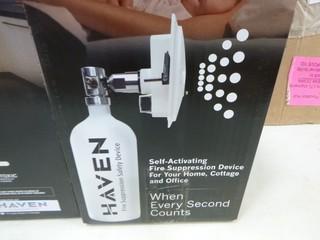 HAVEN
Fire Suppression Safety Device
Self-Activating
Fire Suppression Device
For Your Home, Cottage
and Office
When
Every Second
Counts
HAVEN